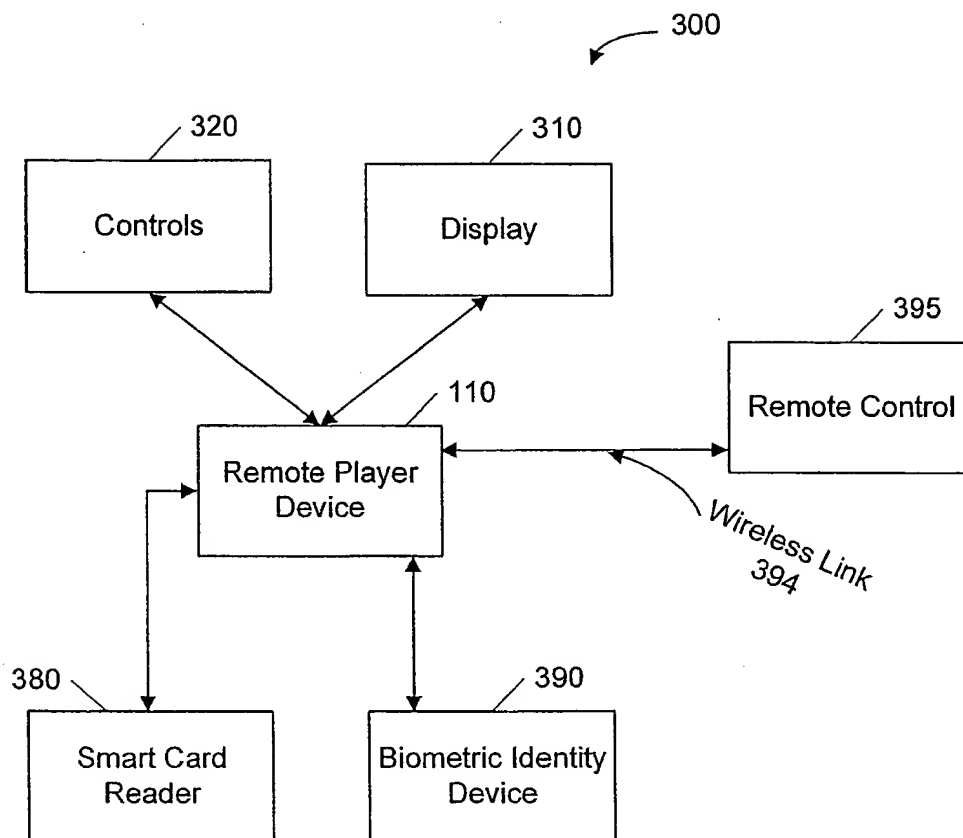 300
320
310
Controls
Display
395
110
Remote Control
Remote Player
Device
Wireless Link
394
380
390
Smart Card
Reader
Biometric Identity
Device